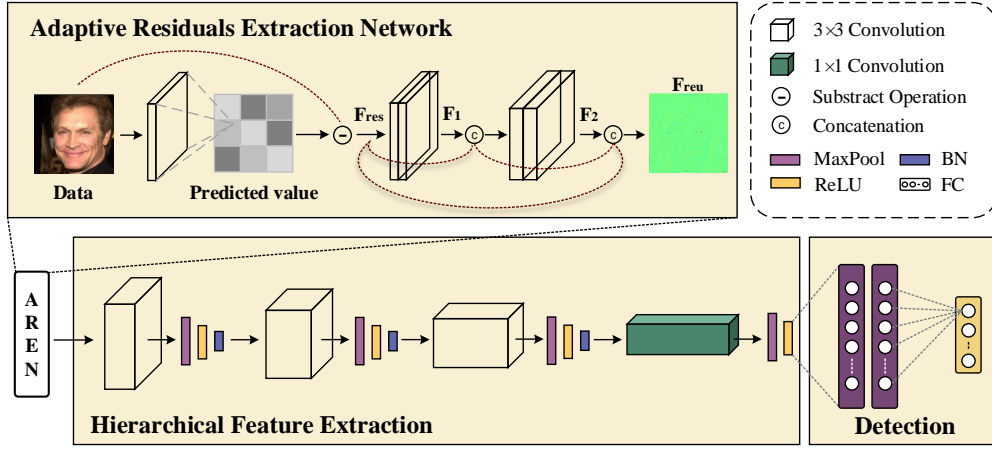 Adaptive Residuals Extraction Network
Data
Predicted value
−
Fres
F1
c
F2
c
Freu
3×3 Convolution
1×1 Convolution
− Substract Operation
c Concatenation
MaxPool
BN
ReLU
FC
A
R
E
N
Hierarchical Feature Extraction
Detection